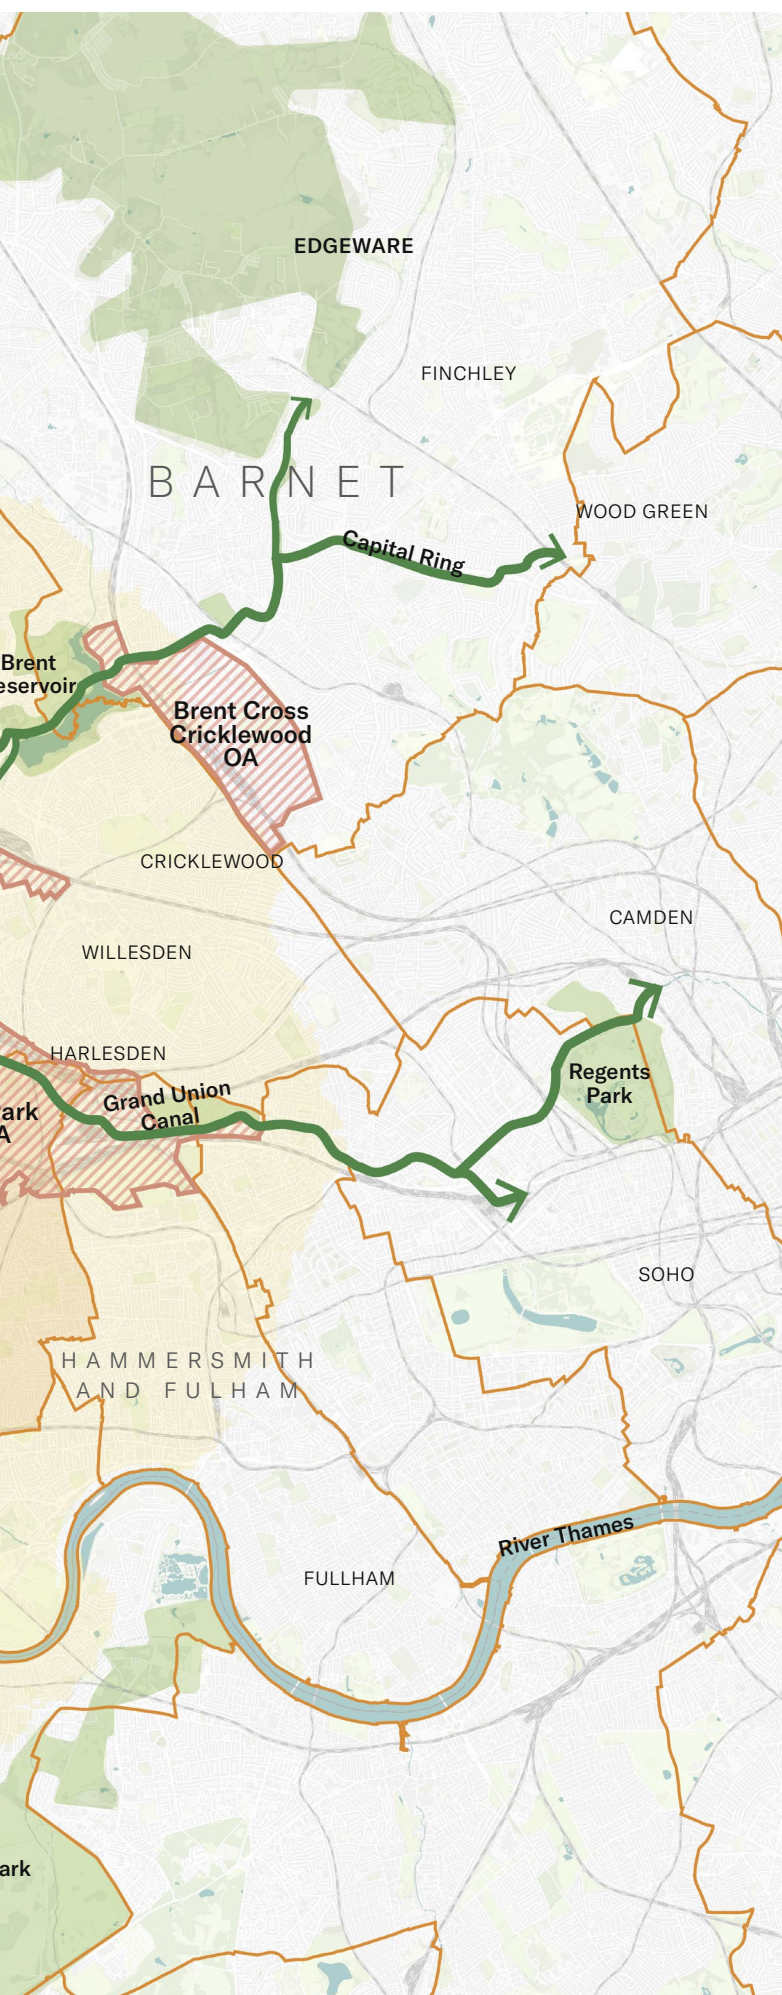 EDGEWARE
FINCHLEY
BARNET
WOOD GREEN
Capital Ring
Brent
eservoir
Brent Cross
Cricklewood
OA
CRICKLEWOOD
CAMDEN
WILLESDEN
HARLESDEN
Regents
Park
Grand Union
Canal
ark
A
SOHO
HAMMERSMITH
AND FULHAM
River Thames
FULLHAM
ark